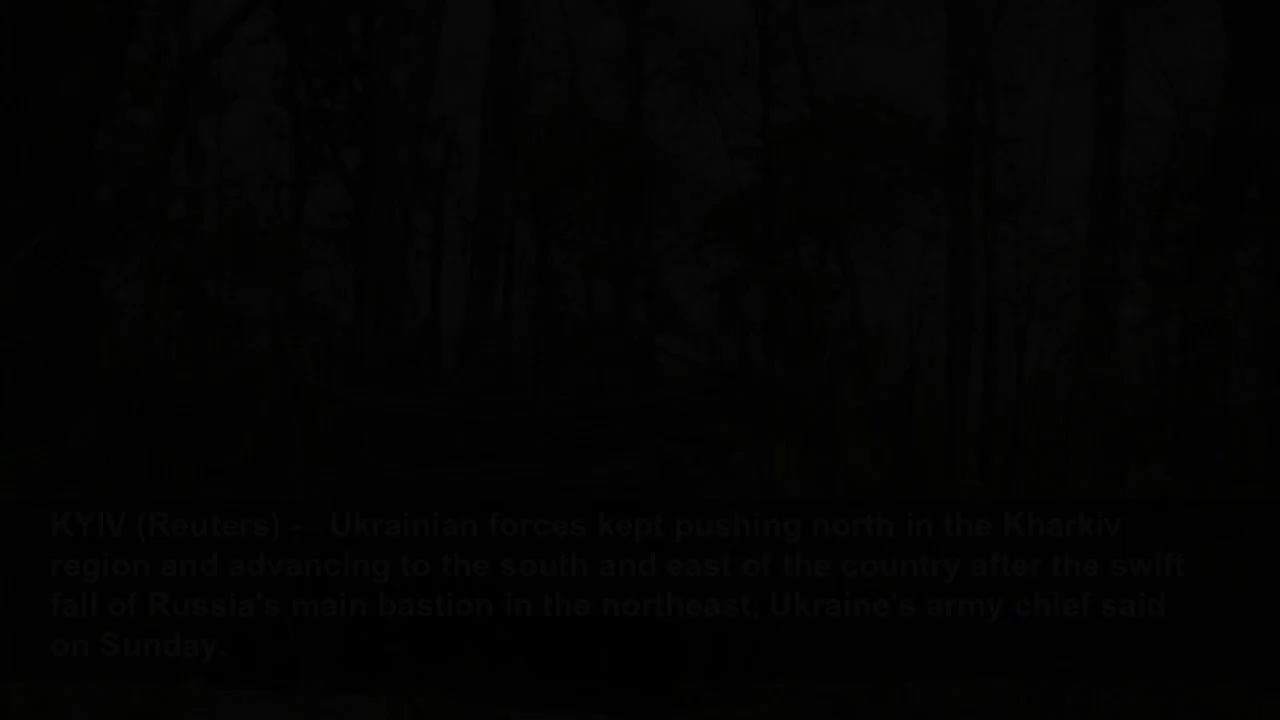 KYIV (Reuters) -   Ukrainian forces kept pushing north in the Kharkiv
region and advancing to the south and east of the country after the swift
fall of Russia's main bastion in the northeast, Ukraine's army chief said
on Sunday.